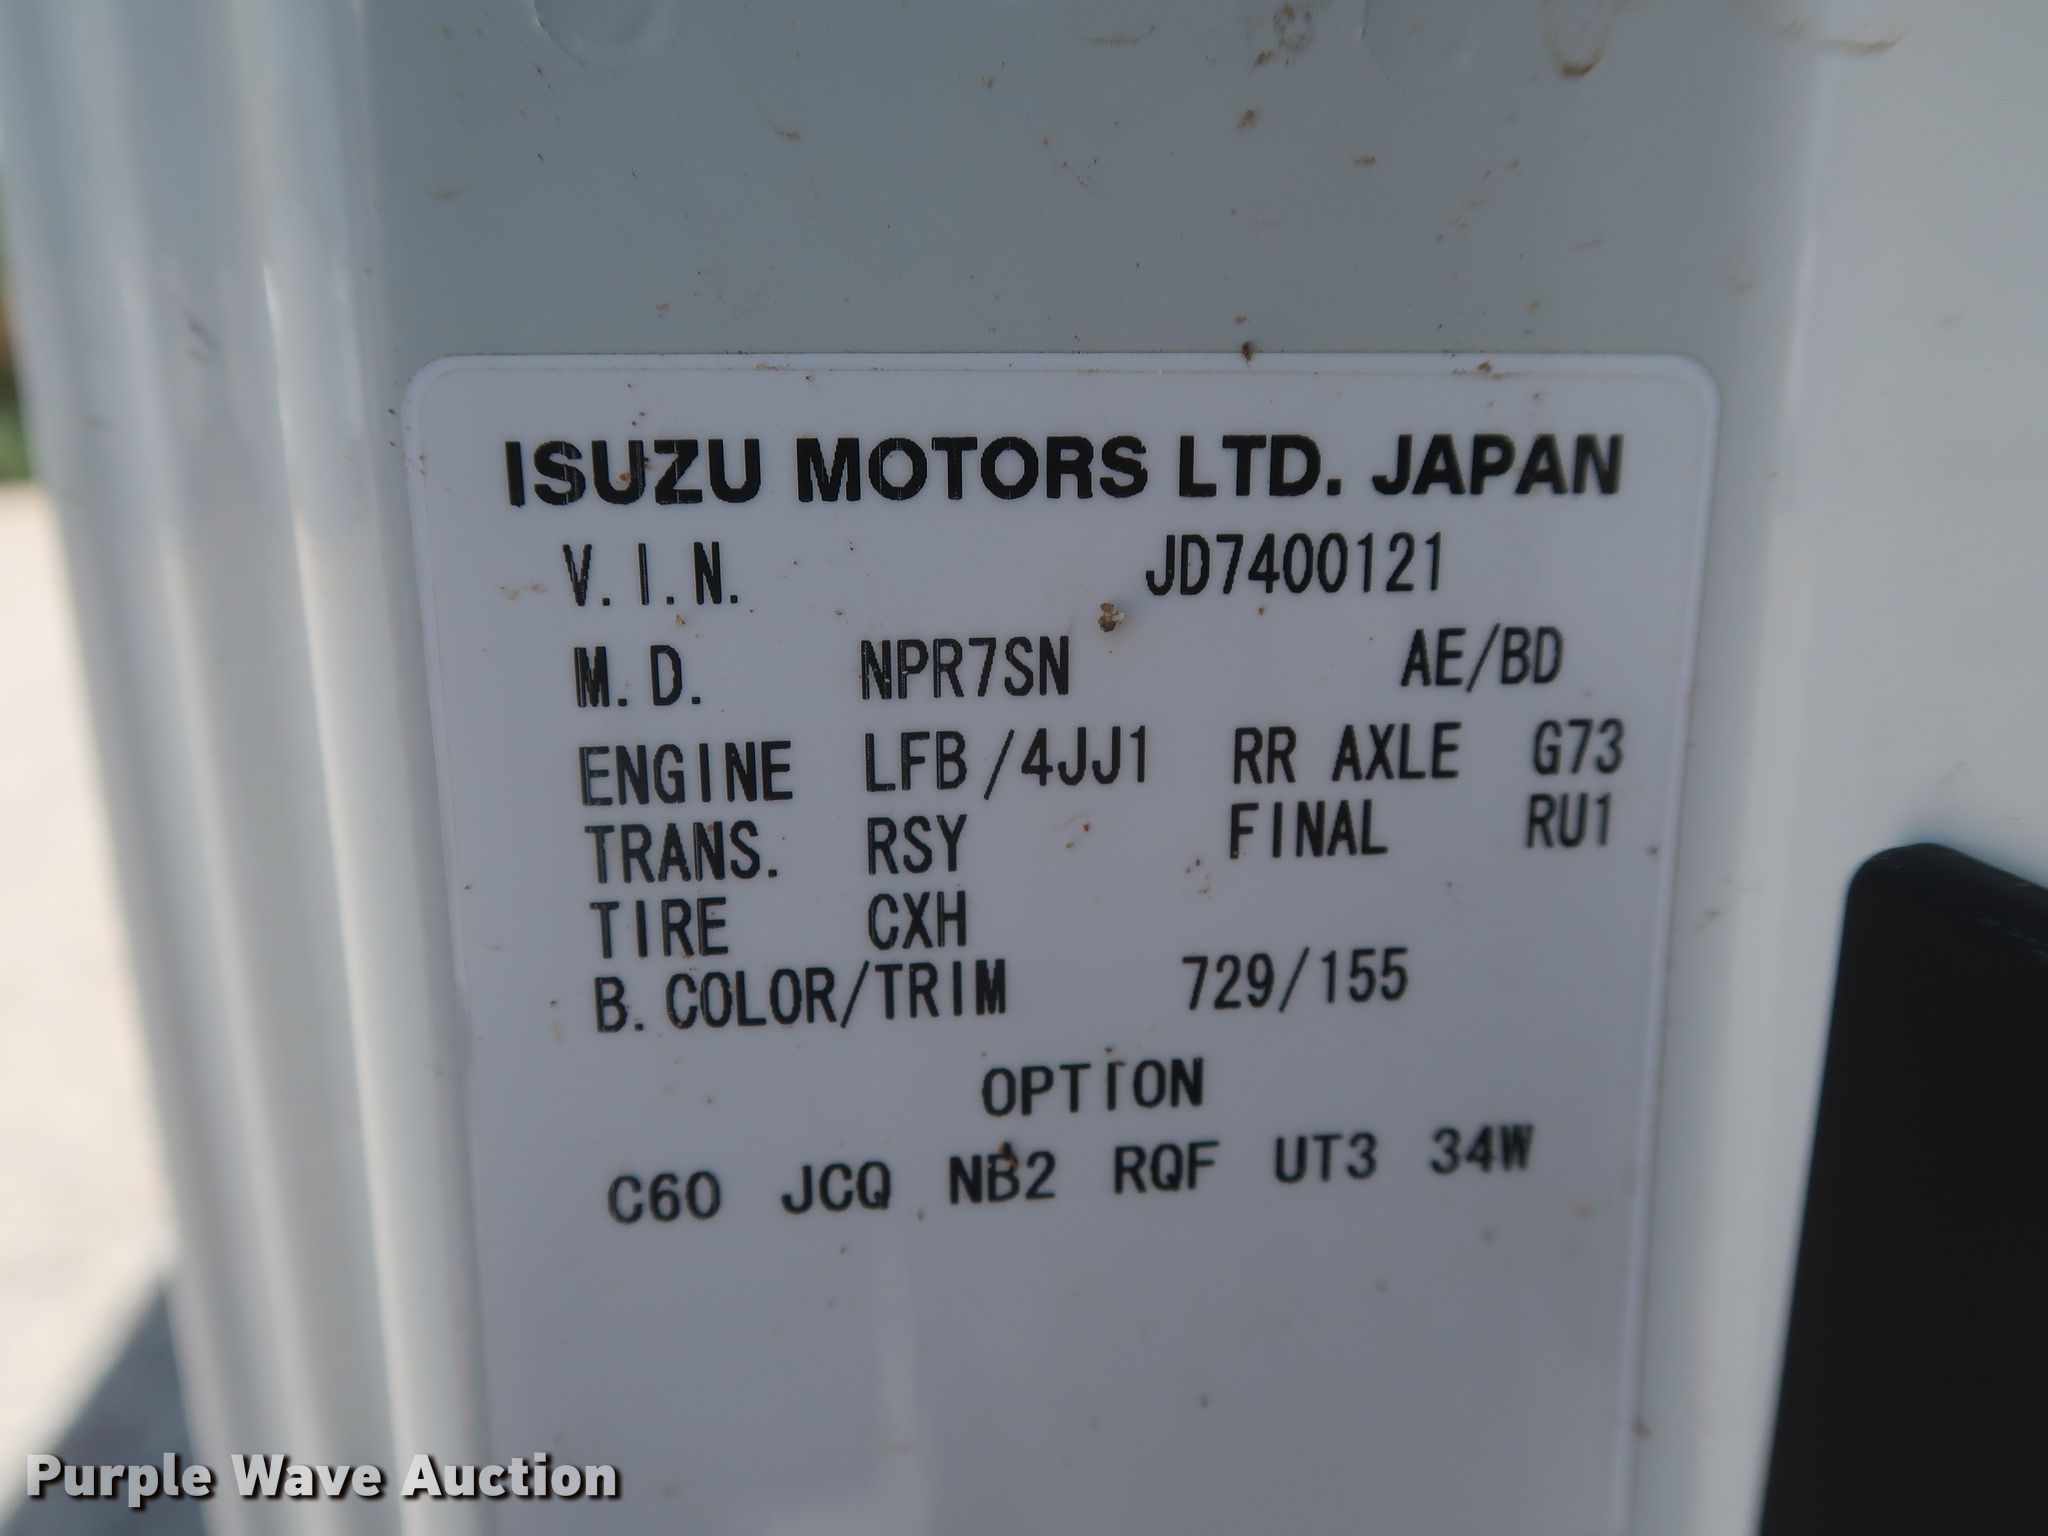 ISUZU MOTORS LTD. JAPAN
V.I.N. JD7400121
M.D. NPR7SN AE/BD
ENGINE LFB/4JJ1 RR AXLE G73
TRANS. RSY FINAL RU1
TIRE CXH
B.COLOR/TRIM 729/155
OPTION
C60 JCQ NB2 RQF UT3 34W
Purple Wave Auction